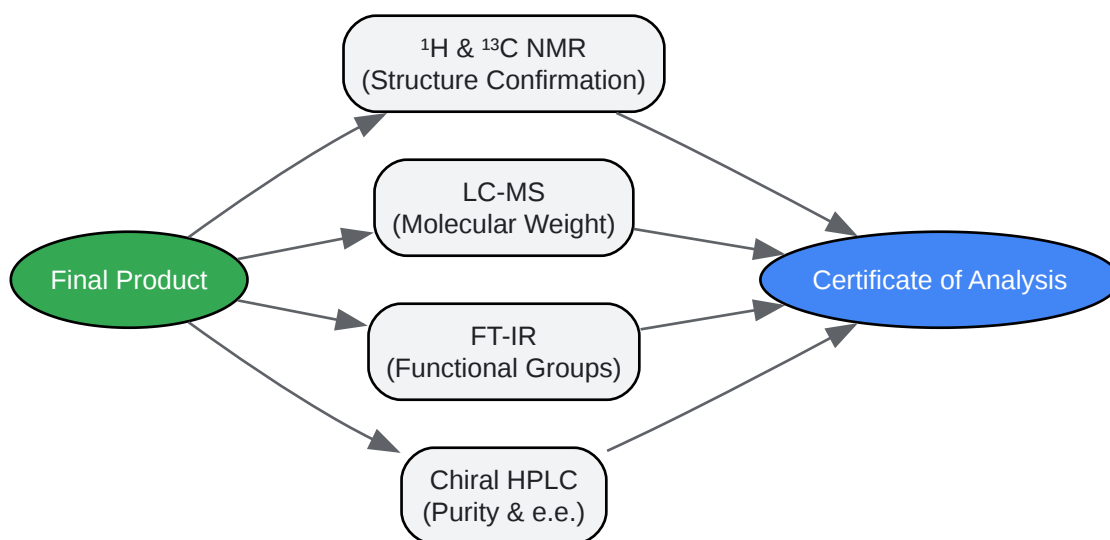 ¹H & ¹³C NMR
(Structure Confirmation)
LC-MS
(Molecular Weight)
Final Product
Certificate of Analysis
FT-IR
(Functional Groups)
Chiral HPLC
(Purity & e.e.)